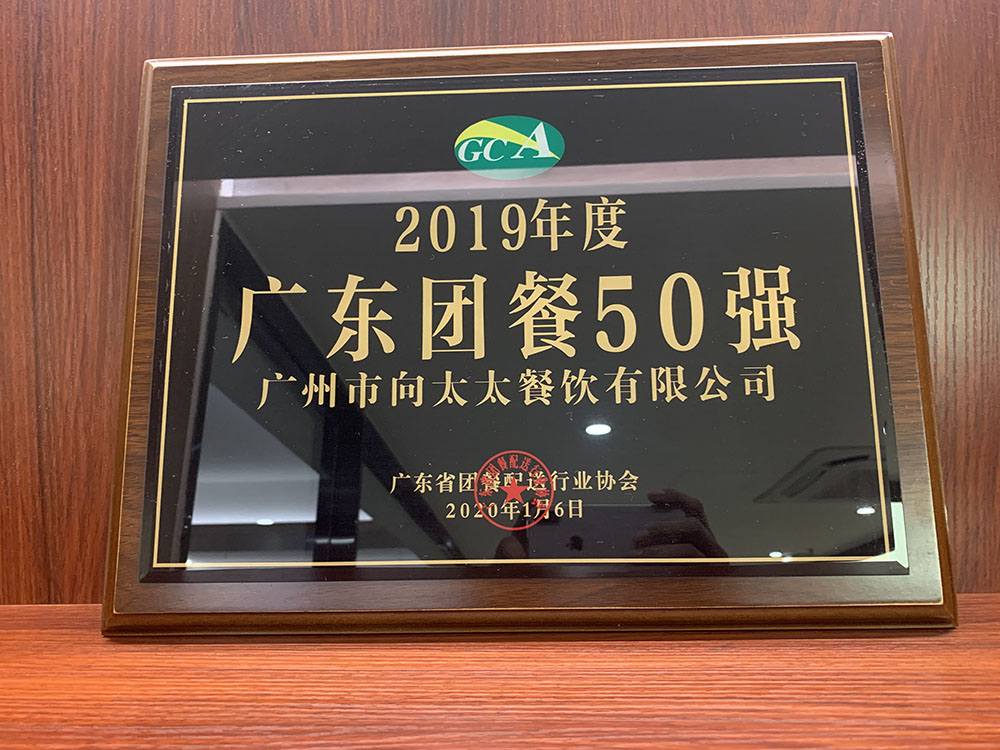 GCA
2019年度
广东团餐50强
广州市向太太餐饮有限公司
广东省团餐配送行业协会
2020年1月6日